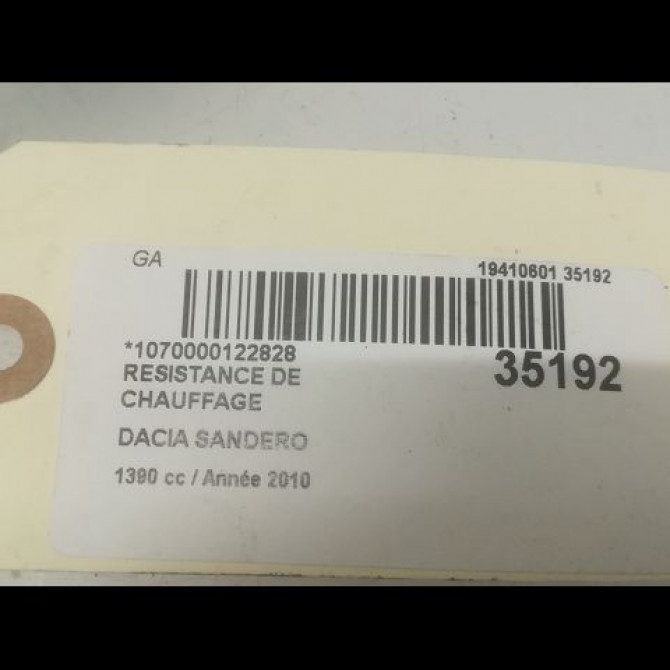 GA
19410601 35192
*1070000122828
35192
RESISTANCE DE
CHAUFFAGE
DACIA SANDERO
1390 cc / Année 2010